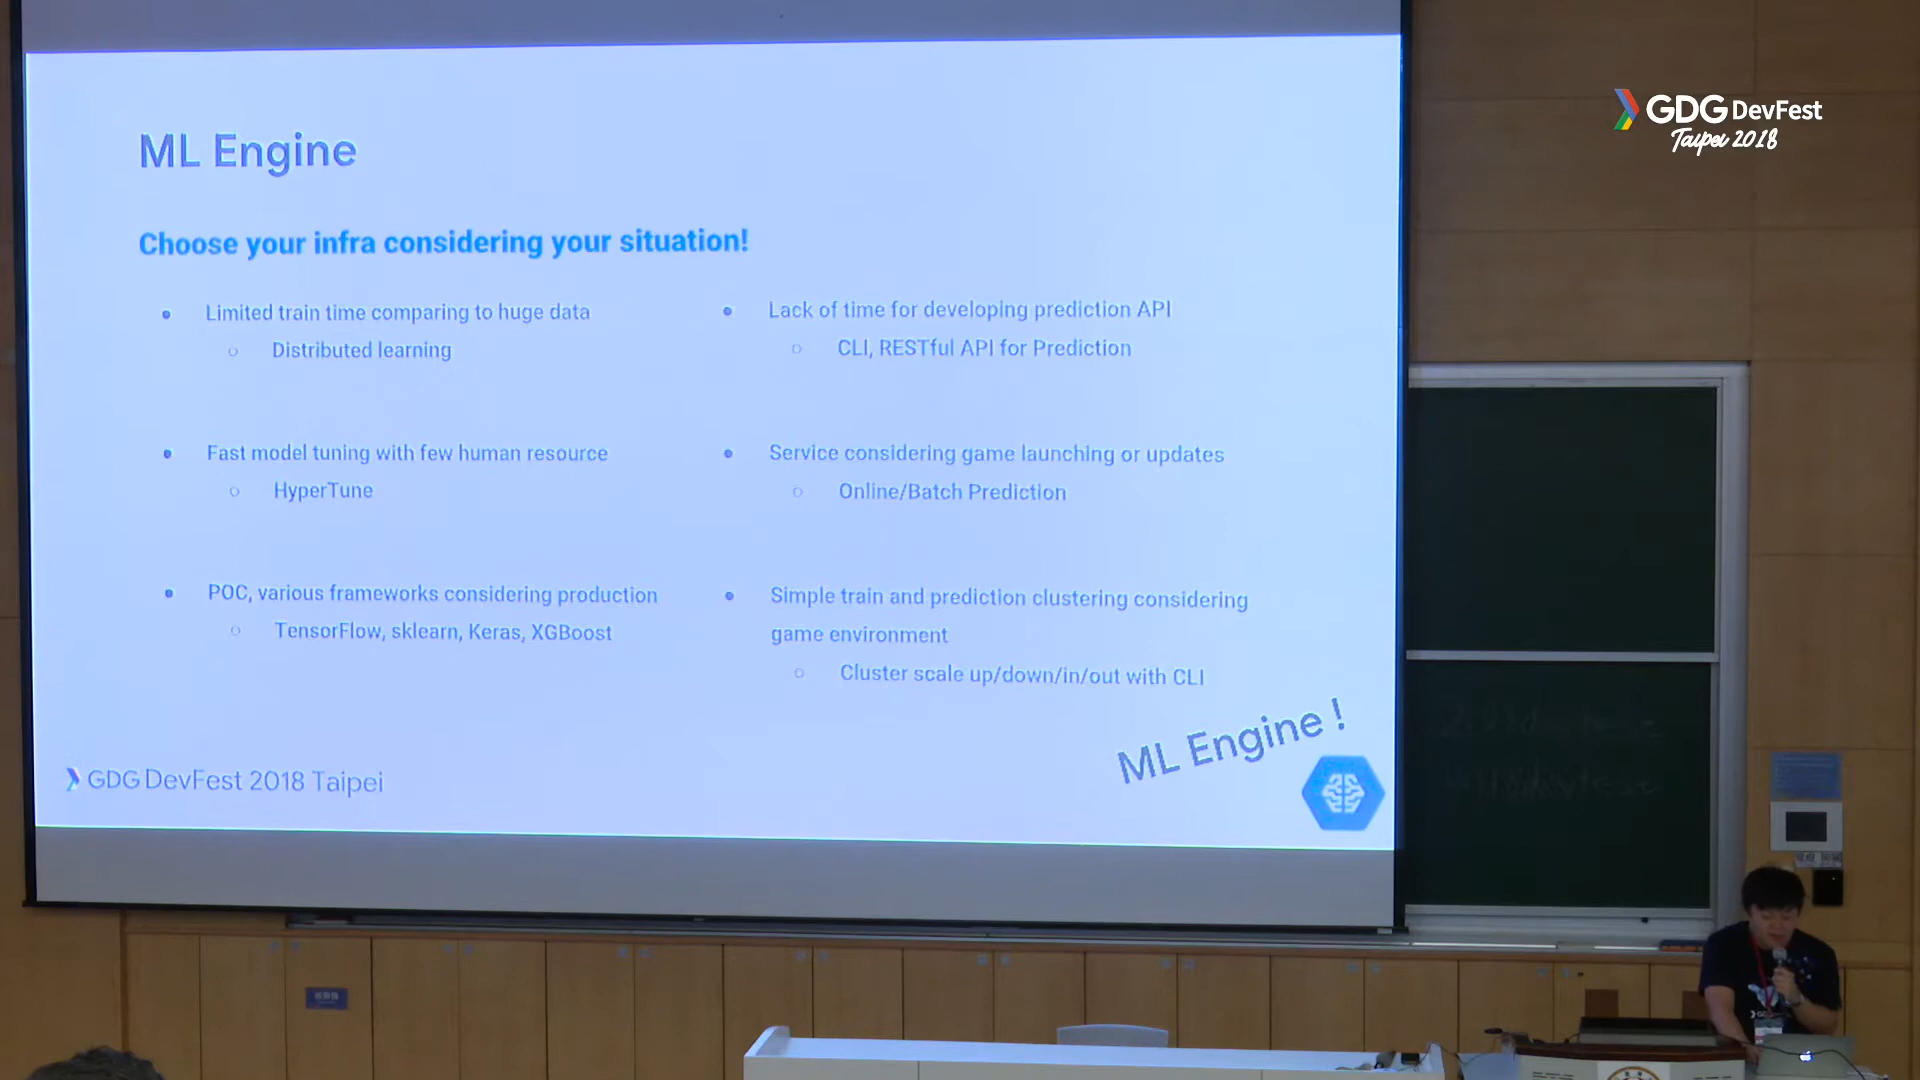 ML Engine
Choose your infra considering your situation!
Limited train time comparing to huge data
Distributed learning
Fast model tuning with few human resource
HyperTune
POC, various frameworks considering production
TensorFlow, sklearn, Keras, XGBoost
Lack of time for developing prediction API
CLI, RESTful API for Prediction
Service considering game launching or updates
Online/Batch Prediction
Simple train and prediction clustering considering
game environment
Cluster scale up/down/in/out with CLI
ML Engine !
GDG DevFest 2018 Taipei
GDG DevFest
Taipei 2018